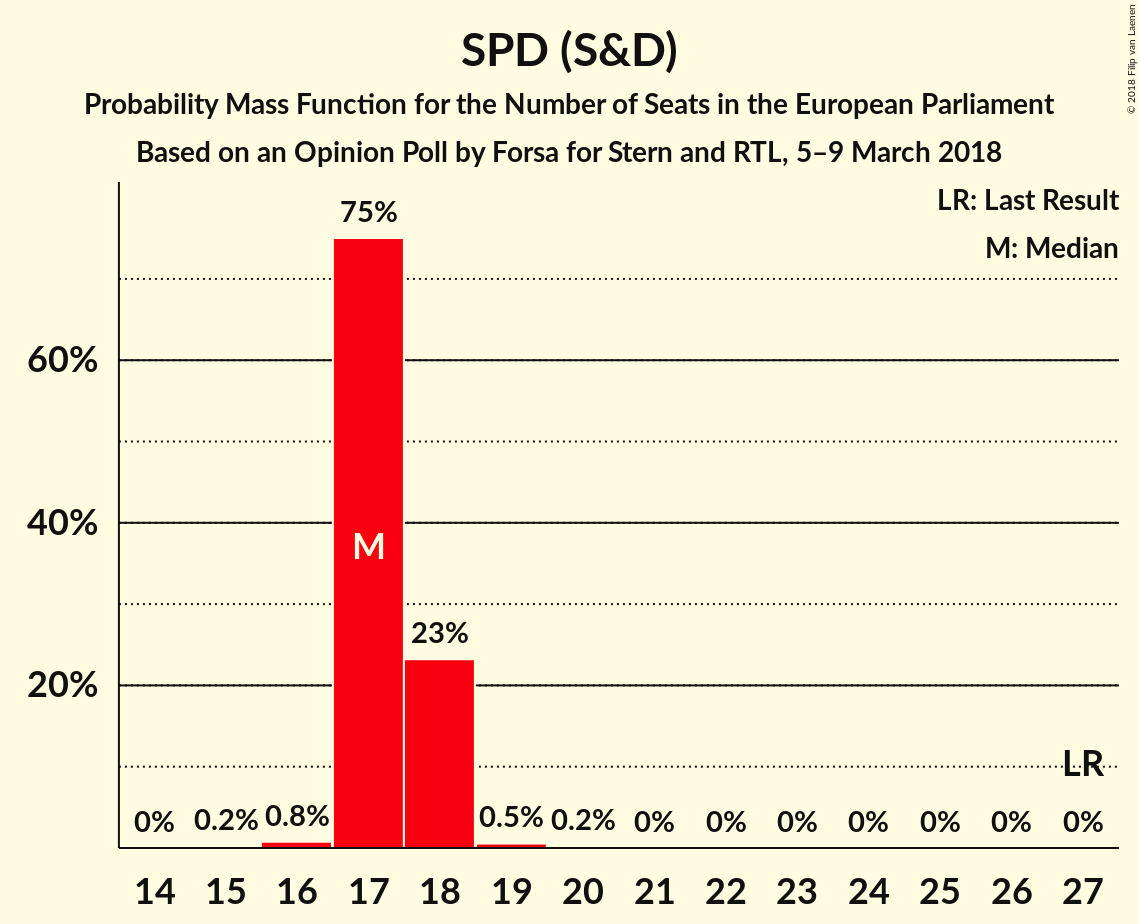 SPD (S&D)
Probability Mass Function for the Number of Seats in the European Parliament
Based on an Opinion Poll by Forsa for Stern and RTL, 5–9 March 2018
© 2018 Filip van Laenen
LR: Last Result
M: Median
75%
60%
40%
M
23%
20%
LR
0% 0.2% 0.8% 0.5% 0.2% 0% 0% 0% 0% 0% 0% 0%
14 15 16 17 18 19 20 21 22 23 24 25 26 27